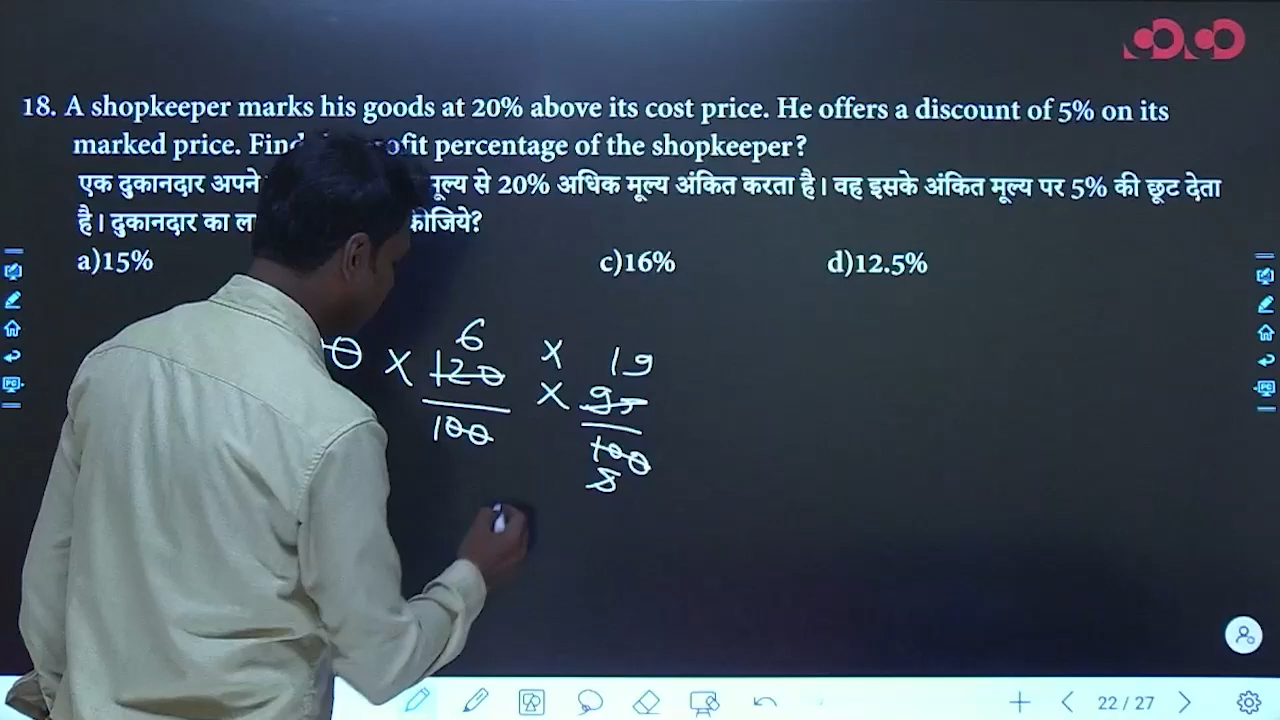 18. A shopkeeper marks his goods at 20% above its cost price. He offers a discount of 5% on its
marked price. Find profit percentage of the shopkeeper?
एक दुकानदार अपने मूल्य से 20% अधिक मूल्य अंकित करता है। वह इसके अंकित मूल्य पर 5% की छूट देता
है। दुकानदार का कीजिये?
a)15% c)16% d)12.5%
6
× 120 × 19
100 × 95
100
5
22 / 27